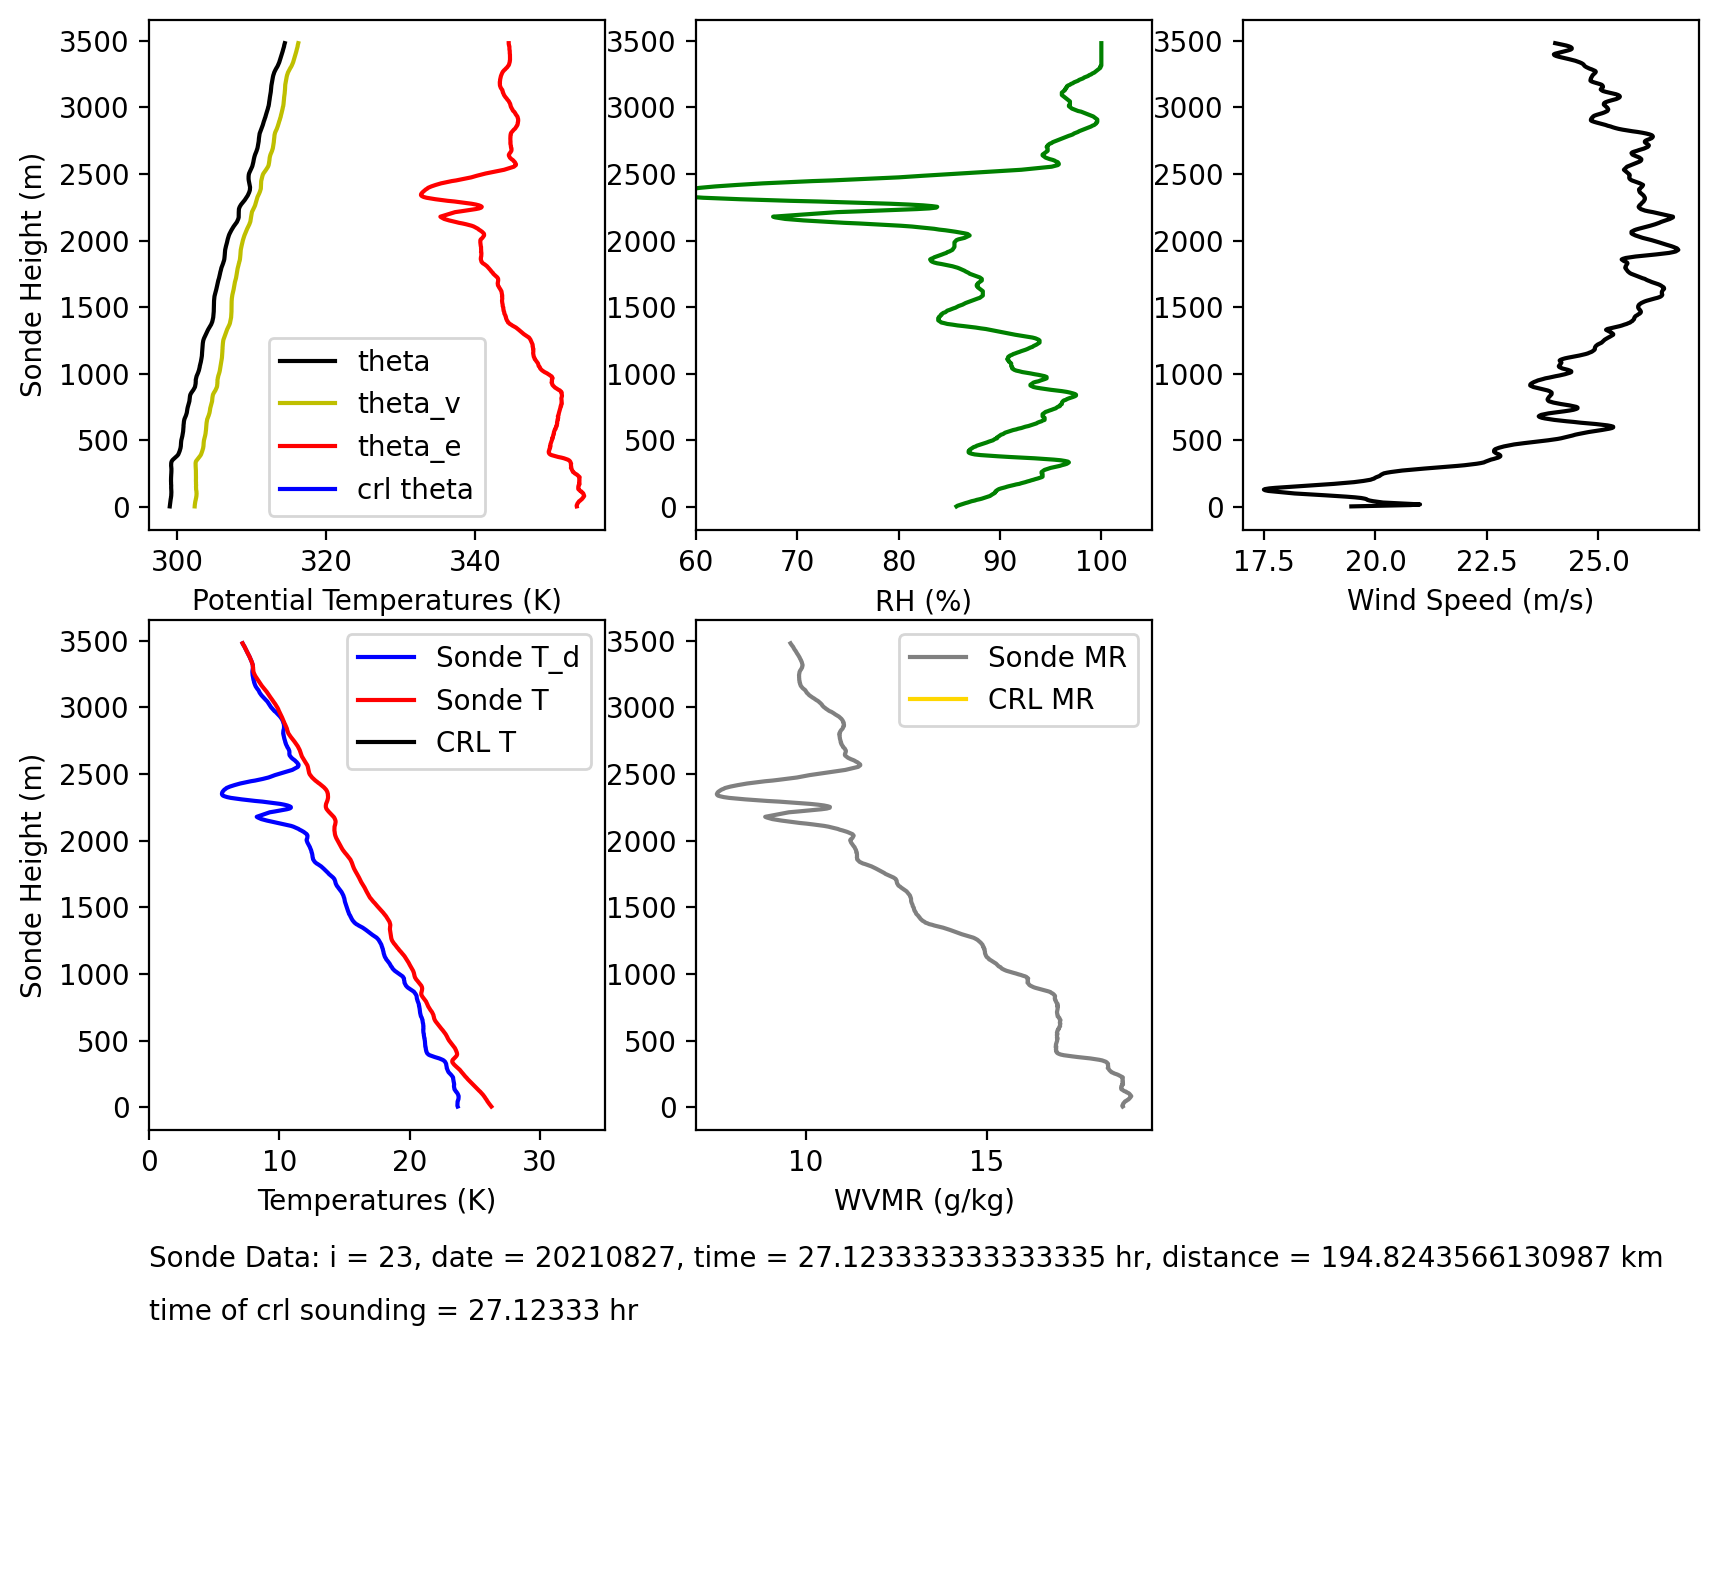 3500
3000
2500
2000
1500
1000
500
0
Sonde Height (m)
theta
theta_v
theta_e
crl theta
300 320 340
Potential Temperatures (K)
3500
3000
2500
2000
1500
1000
500
0
60 70 80 90 100
RH (%)
3500
3000
2500
2000
1500
1000
500
0
17.5 20.0 22.5 25.0
Wind Speed (m/s)
3500
3000
2500
2000
1500
1000
500
0
Sonde Height (m)
Sonde T_d
Sonde T
CRL T
0 10 20 30
Temperatures (K)
3500
3000
2500
2000
1500
1000
500
0
Sonde MR
CRL MR
10 15
WVMR (g/kg)
Sonde Data: i = 23, date = 20210827, time = 27.123333333333335 hr, distance = 194.8243566130987 km
time of crl sounding = 27.12333 hr